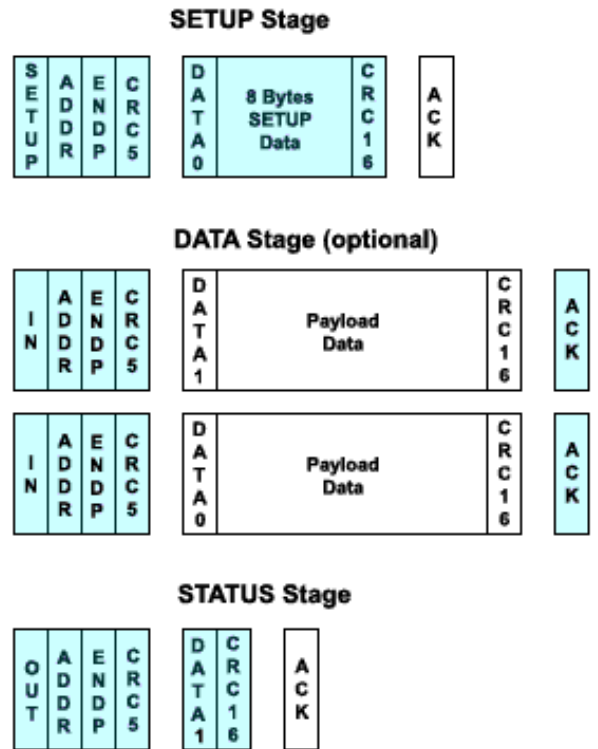 SETUP Stage
SETUP ADDR ENDP CRC5 DATA0 8 Bytes SETUP Data CRC16 ACK
DATA Stage (optional)
IN ADDR ENDP CRC5 DATA1 Payload Data CRC16 ACK
IN ADDR ENDP CRC5 DATA0 Payload Data CRC16 ACK
STATUS Stage
OUT ADDR ENDP CRC5 DATA1 CRC16 ACK